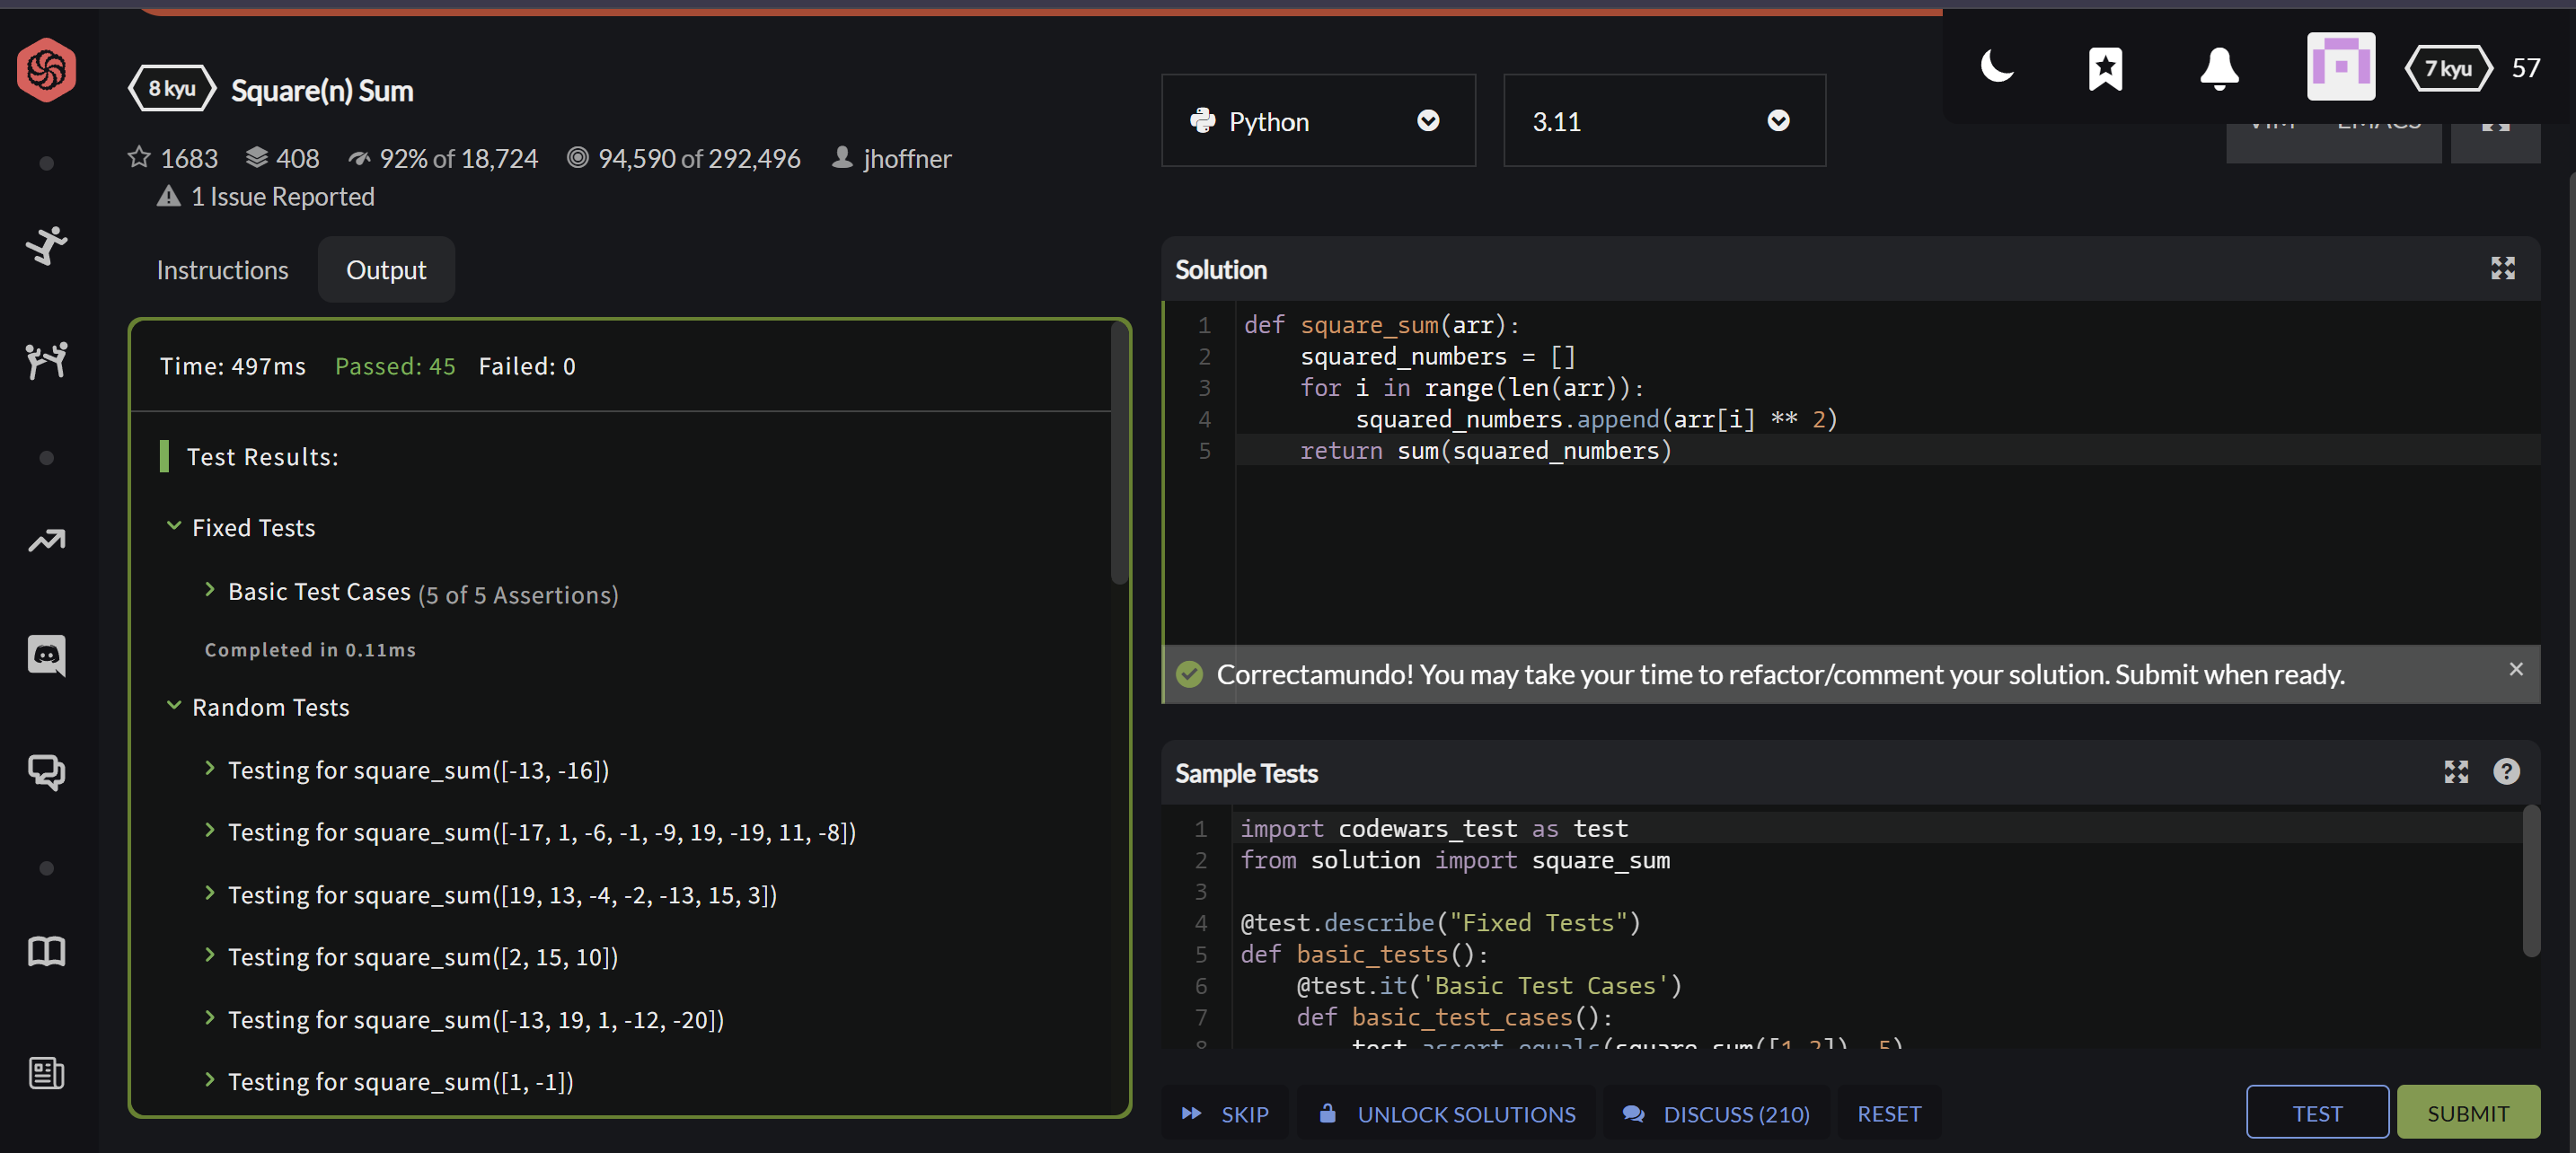 8 kyu Square(n) Sum
1683 408 92% of 18,724 94,590 of 292,496 jhoffner
1 Issue Reported
Python 3.11
7 kyu 57
Instructions Output
Time: 497ms Passed: 45 Failed: 0
Test Results:
Fixed Tests
Basic Test Cases (5 of 5 Assertions)
Completed in 0.11ms
Random Tests
Testing for square_sum([-13, -16])
Testing for square_sum([-17, 1, -6, -1, -9, 19, -19, 11, -8])
Testing for square_sum([19, 13, -4, -2, -13, 15, 3])
Testing for square_sum([2, 15, 10])
Testing for square_sum([-13, 19, 1, -12, -20])
Testing for square_sum([1, -1])
Solution
1 def square_sum(arr):
2     squared_numbers = []
3     for i in range(len(arr)):
4         squared_numbers.append(arr[i] ** 2)
5     return sum(squared_numbers)
Correctamundo! You may take your time to refactor/comment your solution. Submit when ready.
Sample Tests
1 import codewars_test as test
2 from solution import square_sum
3
4 @test.describe("Fixed Tests")
5 def basic_tests():
6     @test.it('Basic Test Cases')
7     def basic_test_cases():
8         test.assert_equals(square_sum([1,2]), 5)
SKIP UNLOCK SOLUTIONS DISCUSS (210) RESET
TEST SUBMIT